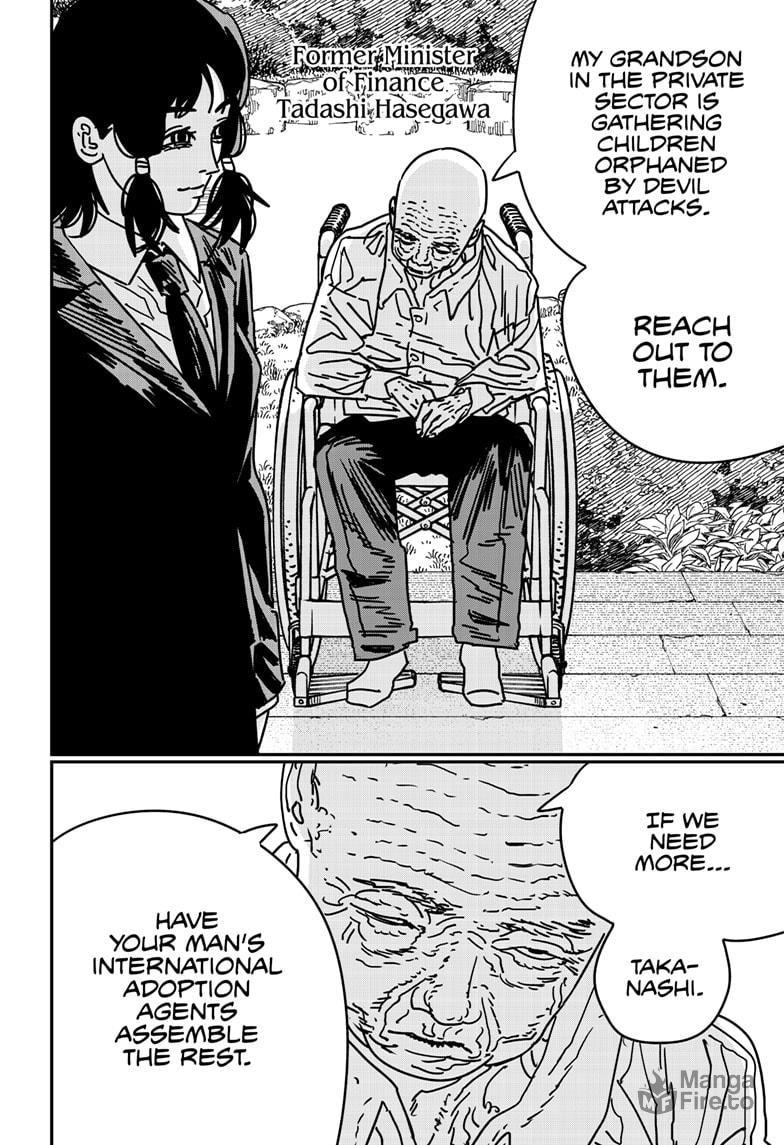 Former Minister
of Finance
Tadashi Hasegawa
MY GRANDSON
IN THE PRIVATE
SECTOR IS
GATHERING
CHILDREN
ORPHANED
BY DEVIL
ATTACKS.
REACH
OUT TO
THEM.
IF WE
NEED
MORE...
TAKA-
NASHI.
HAVE
YOUR MAN'S
INTERNATIONAL
ADOPTION
AGENTS
ASSEMBLE
THE REST.
MF
Manga
Fire.to